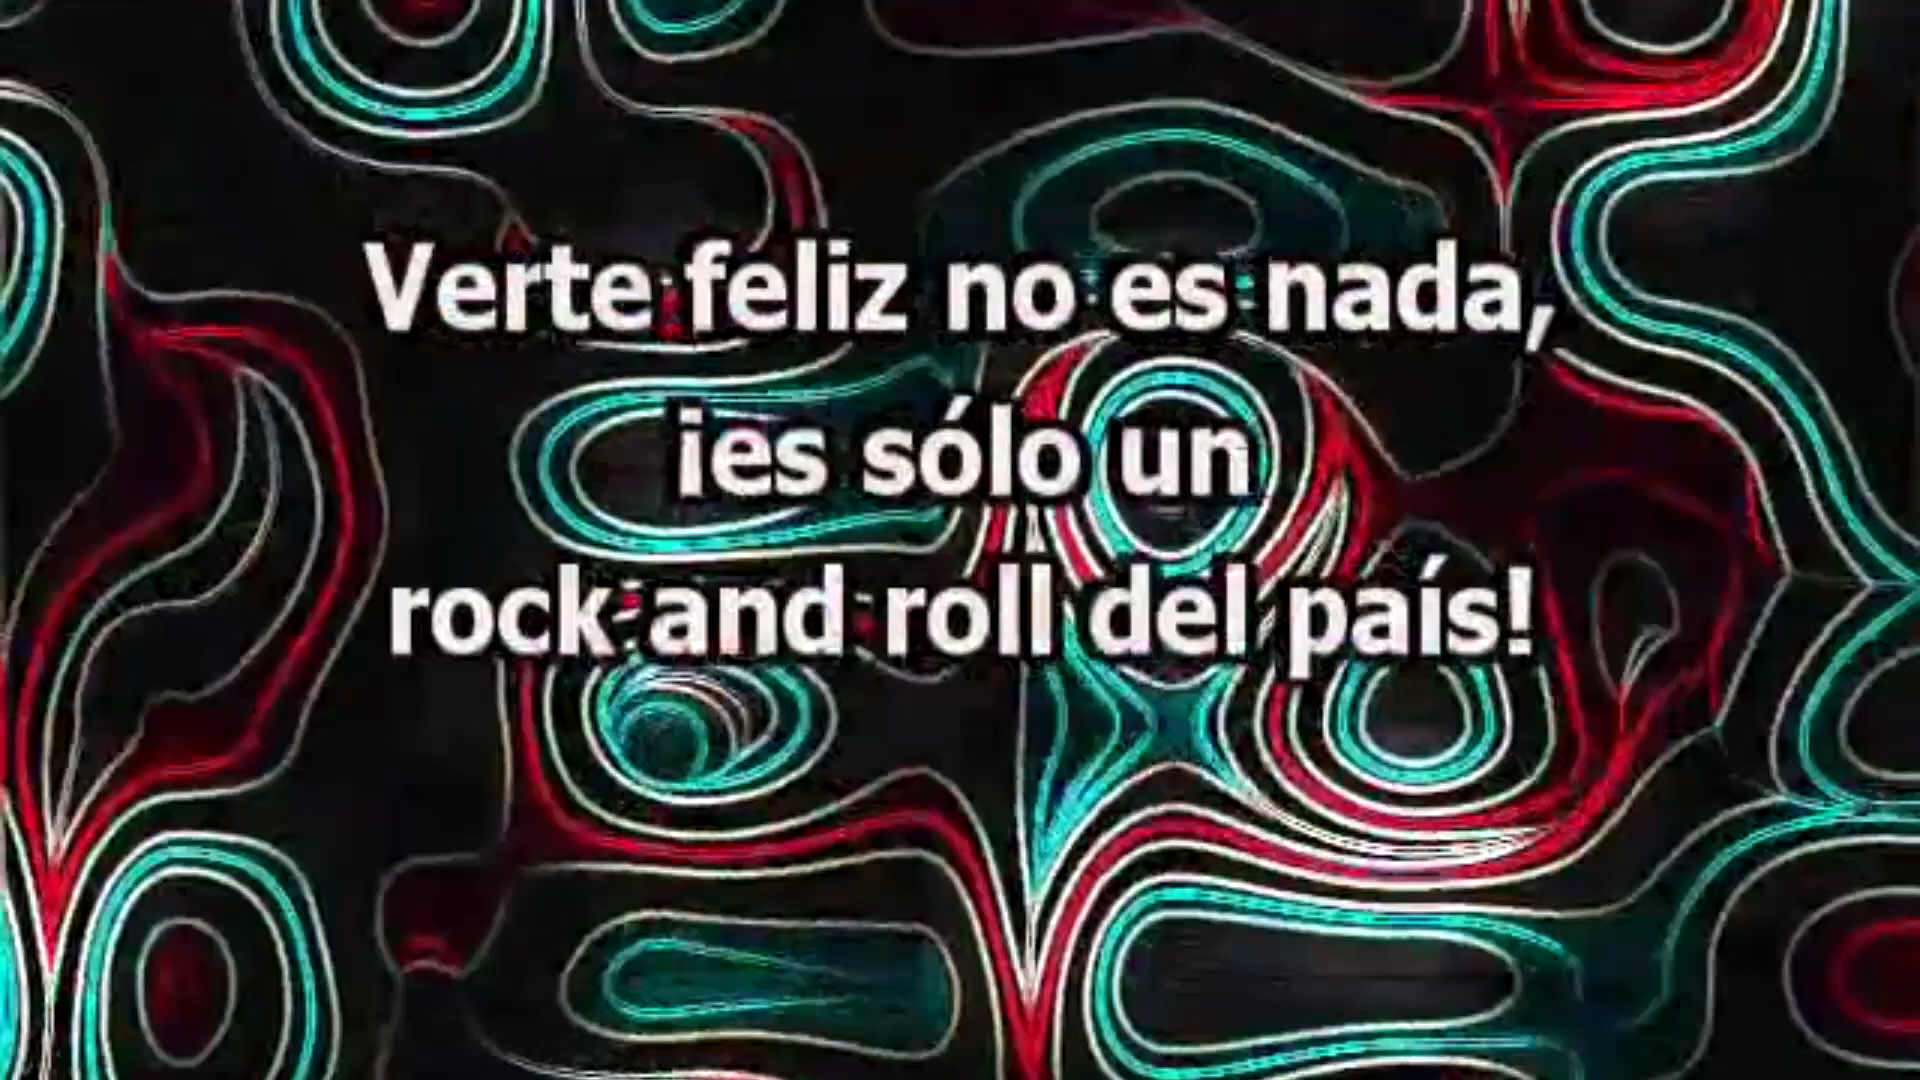 Verte feliz no es nada,
¡es sólo un
rock and roll del país!